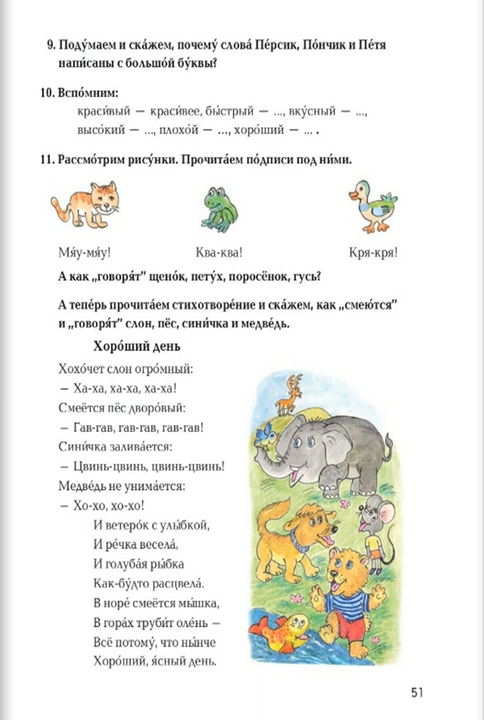 9. Поду́маем и ска́жем, почему́ слова́ Пе́рсик, По́нчик и Пе́тя
напи́саны с большо́й бу́квы?
10. Вспо́мним:
краси́вый — краси́вее, бы́стрый — ..., вку́сный — ...,
высо́кий — ..., плохо́й — ..., хоро́ший — ... .
11. Рассмо́трим рису́нки. Прочита́ем по́дписи под ни́ми.
Мя́у-мя́у! Ква-ква! Кря-кря!
А как „говоря́т” щено́к, пету́х, поросёнок, гусь?
А тепе́рь прочита́ем стихотворе́ние и ска́жем, как „смею́тся”
и „говоря́т” слон, пёс, сини́чка и медве́дь.
Хоро́ший день
Хохо́чет слон огро́мный:
— Ха-ха, ха-ха, ха-ха!
Смеётся пёс дворо́вый:
— Гав-гав, гав-гав, гав-гав!
Сини́чка залива́ется:
— Цвинь-цвинь, цвинь-цвинь!
Медве́дь не унима́ется:
— Хо-хо, хо-хо!
И ветеро́к с улы́бкой,
И ре́чка весела́,
И голуба́я ры́бка
Как-бу́дто расцвела́.
В норе́ смеётся мы́шка,
В гора́х труби́т оле́нь —
Всё потому́, что ны́нче
Хоро́ший, я́сный день.
51